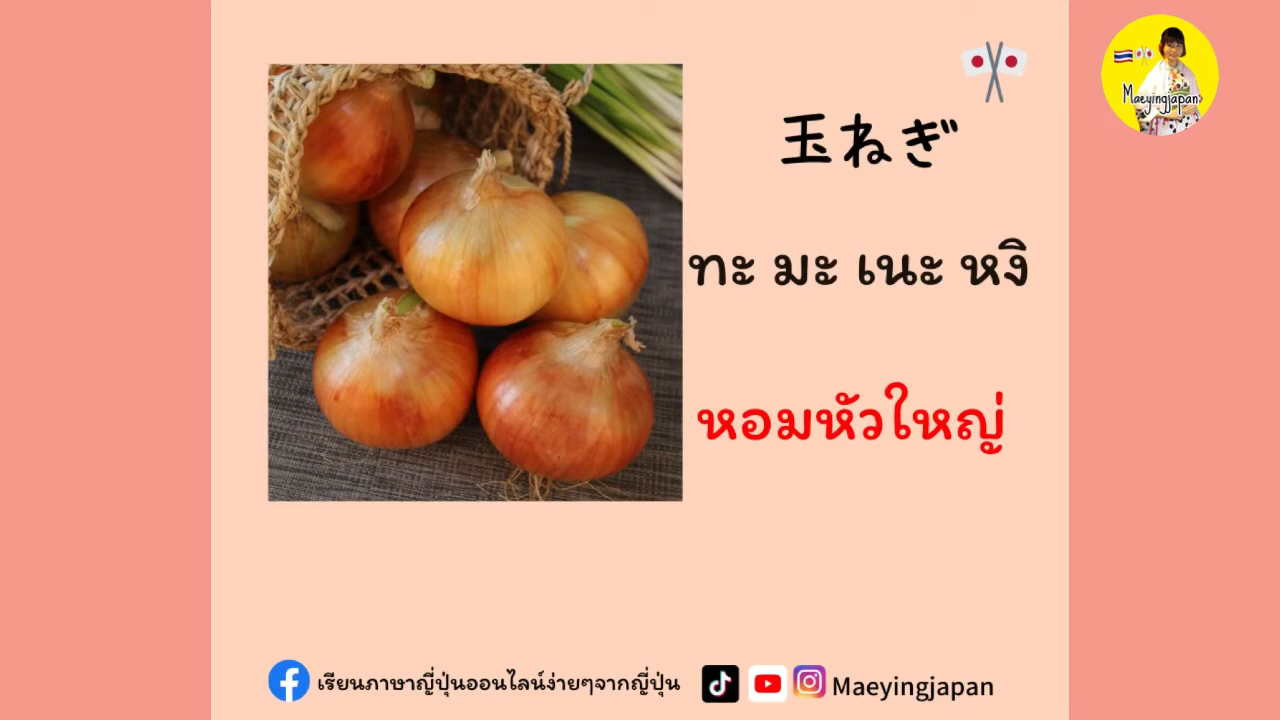 玉ねぎ
ทะ มะ เนะ หงิ
หอมหัวใหญ่
Maeyingjapan
เรียนภาษาญี่ปุ่นออนไลน์ง่ายๆจากญี่ปุ่น
Maeyingjapan